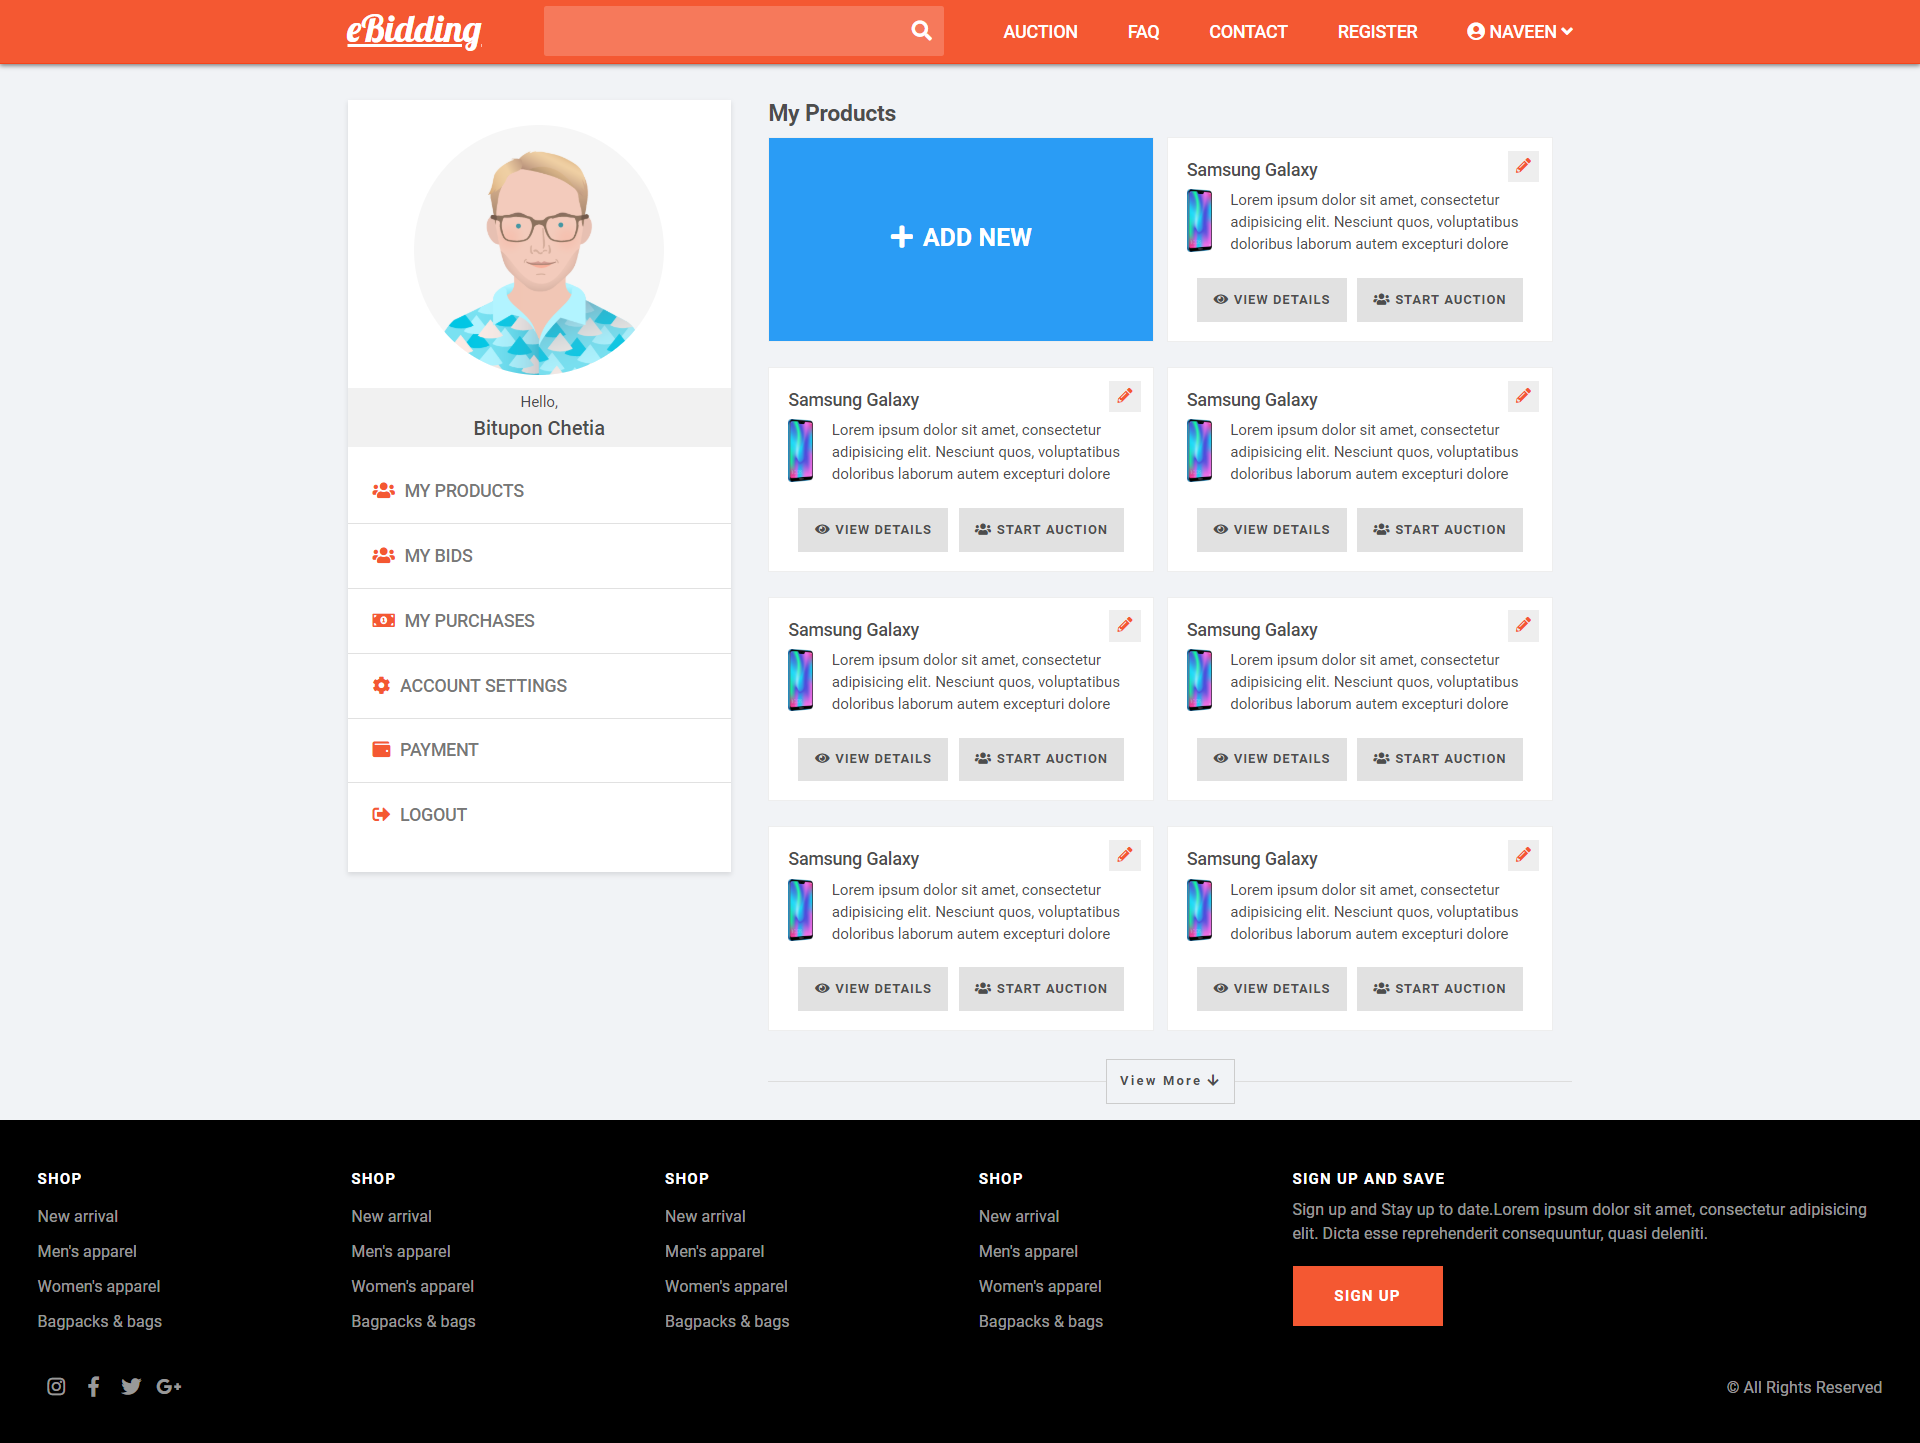 eBidding
AUCTION
FAQ
CONTACT
REGISTER
NAVEEN
Hello,
Bitupon Chetia
MY PRODUCTS
MY BIDS
MY PURCHASES
ACCOUNT SETTINGS
PAYMENT
LOGOUT
My Products
ADD NEW
Samsung Galaxy
Lorem ipsum dolor sit amet, consectetur
adipisicing elit. Nesciunt quos, voluptatibus
doloribus laborum autem excepturi dolore
VIEW DETAILS
START AUCTION
Samsung Galaxy
Lorem ipsum dolor sit amet, consectetur
adipisicing elit. Nesciunt quos, voluptatibus
doloribus laborum autem excepturi dolore
VIEW DETAILS
START AUCTION
Samsung Galaxy
Lorem ipsum dolor sit amet, consectetur
adipisicing elit. Nesciunt quos, voluptatibus
doloribus laborum autem excepturi dolore
VIEW DETAILS
START AUCTION
Samsung Galaxy
Lorem ipsum dolor sit amet, consectetur
adipisicing elit. Nesciunt quos, voluptatibus
doloribus laborum autem excepturi dolore
VIEW DETAILS
START AUCTION
Samsung Galaxy
Lorem ipsum dolor sit amet, consectetur
adipisicing elit. Nesciunt quos, voluptatibus
doloribus laborum autem excepturi dolore
VIEW DETAILS
START AUCTION
Samsung Galaxy
Lorem ipsum dolor sit amet, consectetur
adipisicing elit. Nesciunt quos, voluptatibus
doloribus laborum autem excepturi dolore
VIEW DETAILS
START AUCTION
Samsung Galaxy
Lorem ipsum dolor sit amet, consectetur
adipisicing elit. Nesciunt quos, voluptatibus
doloribus laborum autem excepturi dolore
VIEW DETAILS
START AUCTION
View More
SHOP
New arrival
Men's apparel
Women's apparel
Bagpacks & bags
SHOP
New arrival
Men's apparel
Women's apparel
Bagpacks & bags
SHOP
New arrival
Men's apparel
Women's apparel
Bagpacks & bags
SHOP
New arrival
Men's apparel
Women's apparel
Bagpacks & bags
SIGN UP AND SAVE
Sign up and Stay up to date.Lorem ipsum dolor sit amet, consectetur adipisicing
elit. Dicta esse reprehenderit consequuntur, quasi deleniti.
SIGN UP
© All Rights Reserved